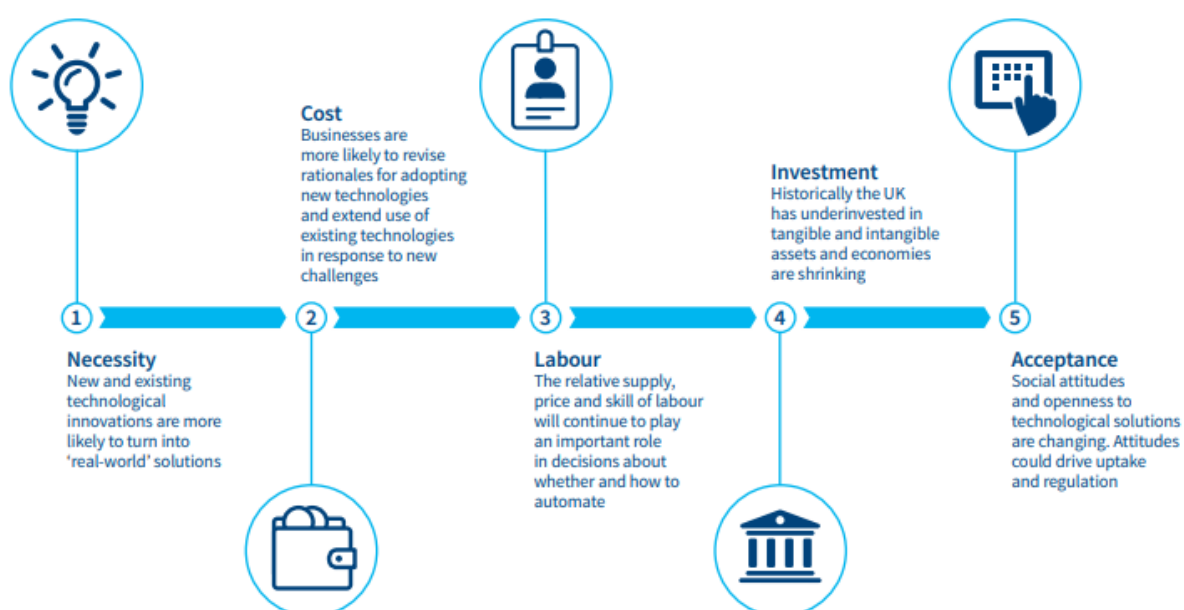 1
Necessity
New and existing
technological
innovations are more
likely to turn into
‘real-world’ solutions
2
Cost
Businesses are
more likely to revise
rationales for adopting
new technologies
and extend use of
existing technologies
in response to new
challenges
3
Labour
The relative supply,
price and skill of labour
will continue to play
an important role
in decisions about
whether and how to
automate
4
Investment
Historically the UK
has underinvested in
tangible and intangible
assets and economies
are shrinking
5
Acceptance
Social attitudes
and openness to
technological solutions
are changing. Attitudes
could drive uptake
and regulation